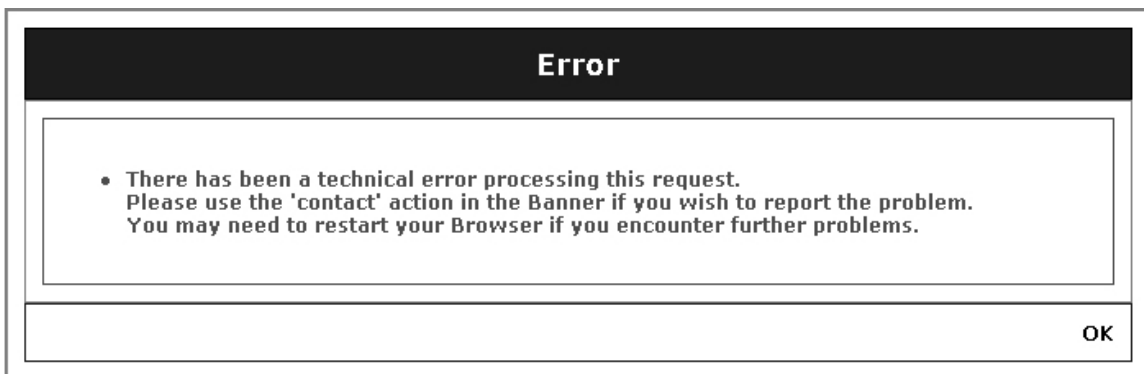 Error
• There has been a technical error processing this request.
Please use the 'contact' action in the Banner if you wish to report the problem.
You may need to restart your Browser if you encounter further problems.
OK